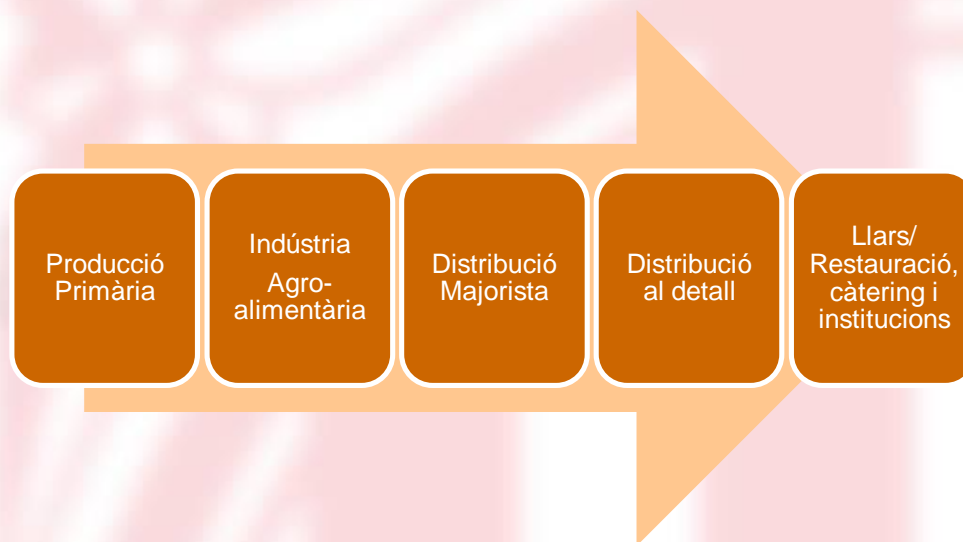 Producció
Primària
Indústria
Agro-
alimentària
Distribució
Majorista
Distribució
al detall
Llars/
Restauració,
càtering i
institucions